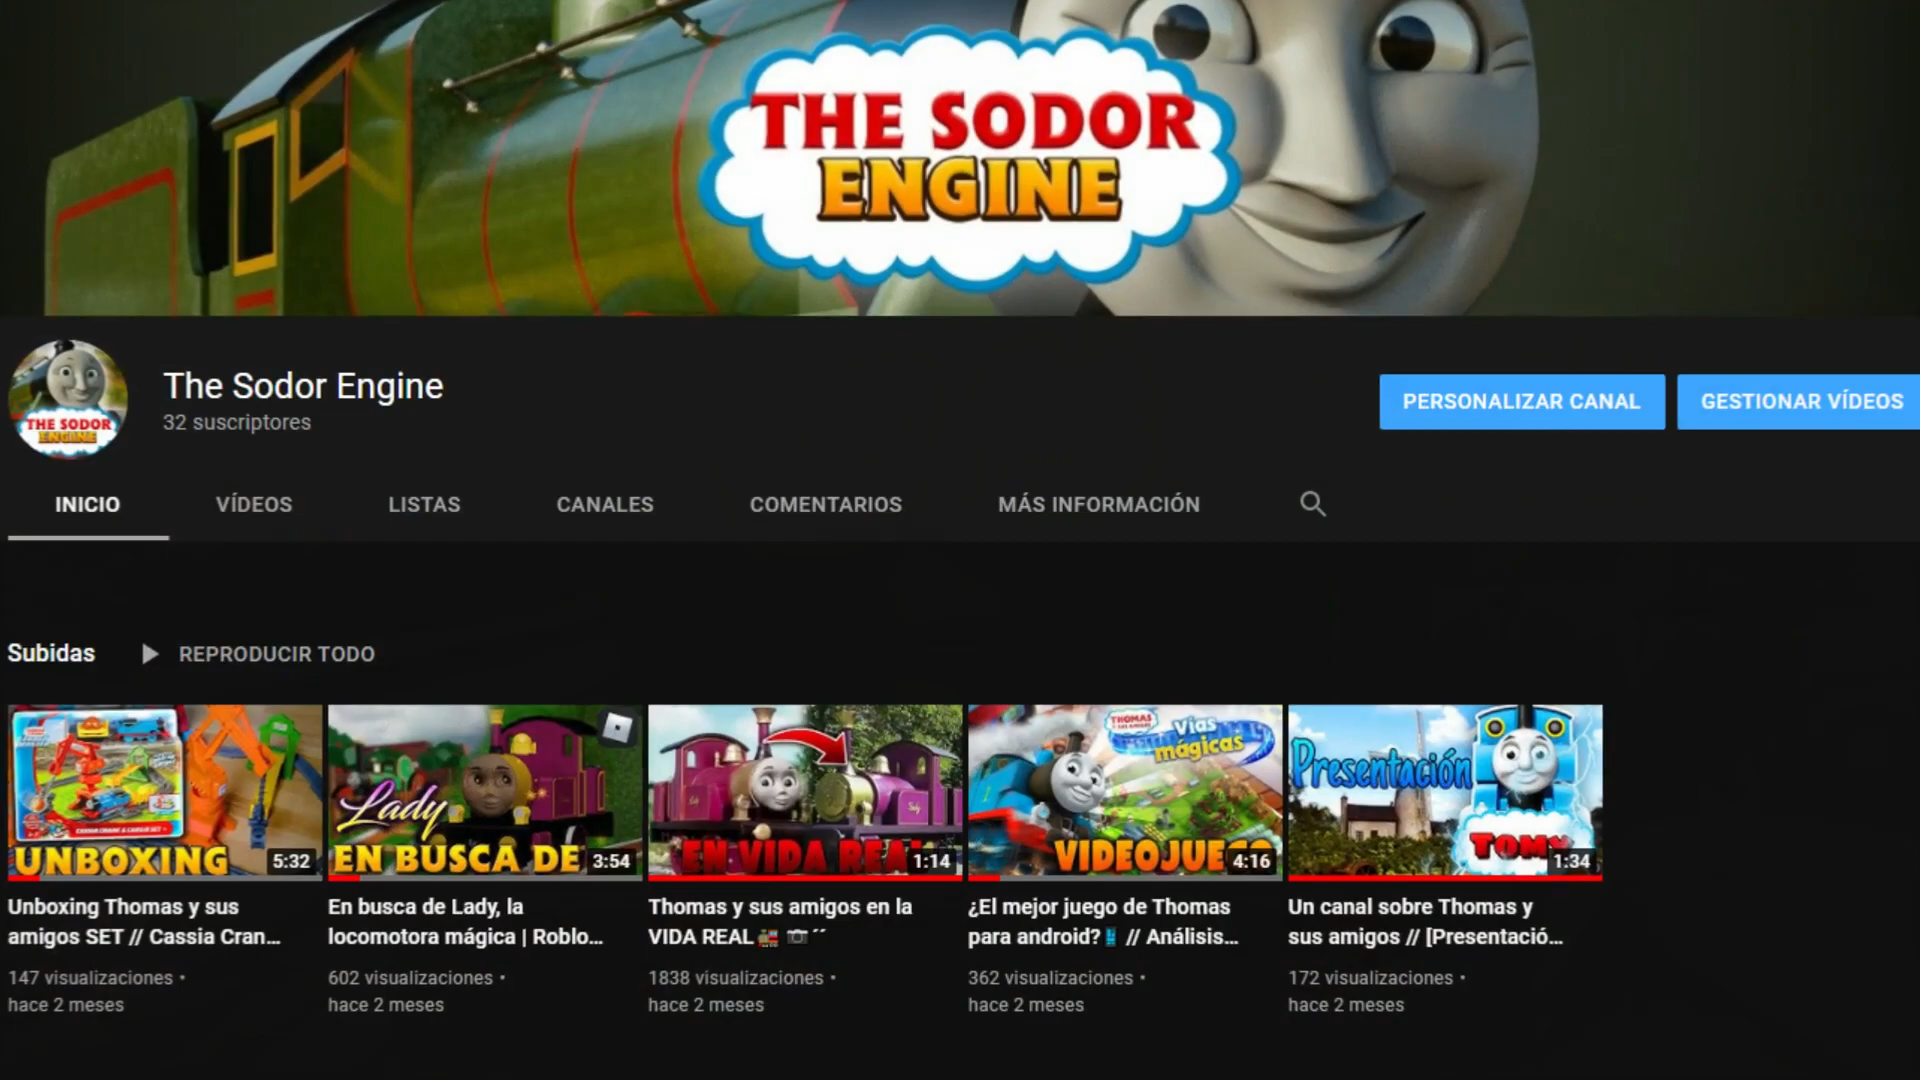 THE SODOR
ENGINE
THE SODOR
ENGINE
The Sodor Engine
32 suscriptores
PERSONALIZAR CANAL
GESTIONAR VÍDEOS
INICIO
VÍDEOS
LISTAS
CANALES
COMENTARIOS
MÁS INFORMACIÓN
Subidas
REPRODUCIR TODO
UNBOXING
5:32
Lady
EN BUSCA DE
3:54
EN VIDA REAL
1:14
THOMAS
Vías
mágicas
VIDEOJUEGO
4:16
Presentación
TOMY
1:34
Unboxing Thomas y sus
amigos SET // Cassia Cran...
147 visualizaciones •
hace 2 meses
En busca de Lady, la
locomotora mágica | Roblo...
602 visualizaciones •
hace 2 meses
Thomas y sus amigos en la
VIDA REAL🚂 📷´´
1838 visualizaciones •
hace 2 meses
¿El mejor juego de Thomas
para android?📱 // Análisis...
362 visualizaciones •
hace 2 meses
Un canal sobre Thomas y
sus amigos // [Presentació...
172 visualizaciones •
hace 2 meses